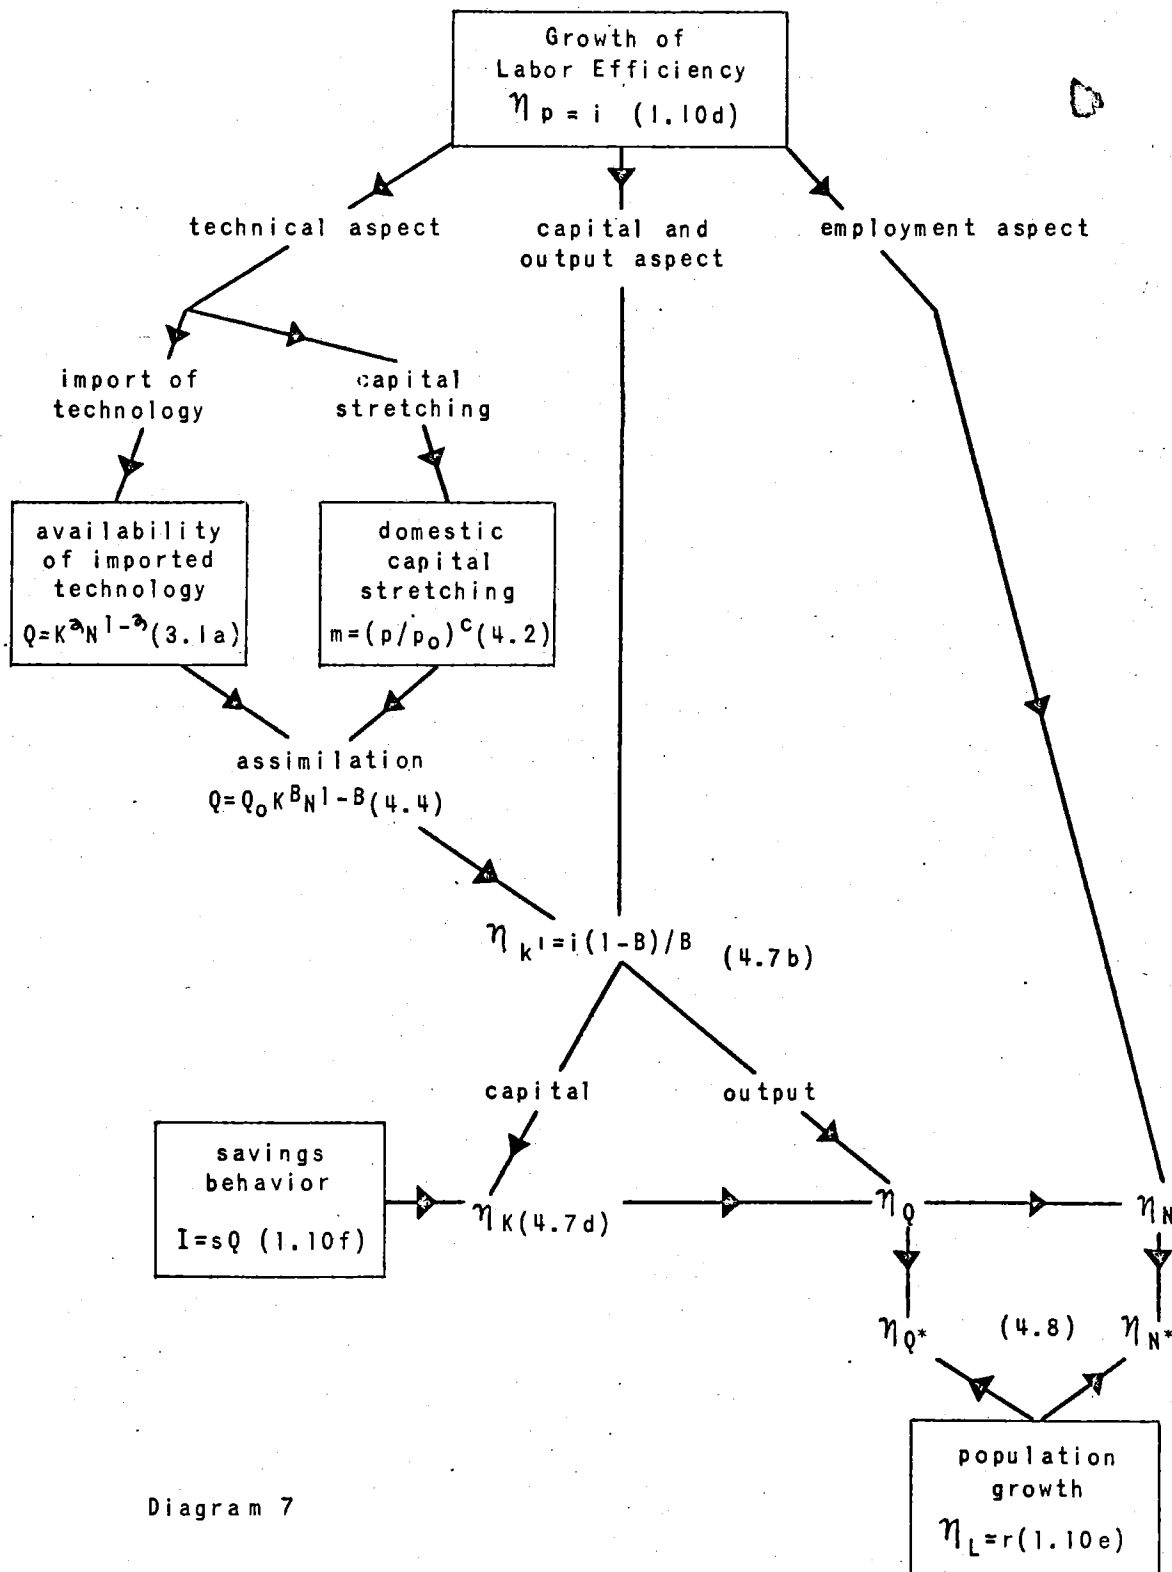 Growth of
Labor Efficiency
η p = i (1.10d)
technical aspect
capital and
output aspect
employment aspect
import of
technology
capital
stretching
availability
of imported
technology
Q=K^a N^1-a (3.1a)
domestic
capital
stretching
m=(p/p₀)^c (4.2)
assimilation
Q=Q₀K^B N^1-B (4.4)
η k' = i(1-B)/B (4.7b)
capital
output
savings
behavior
I=sQ (1.10f)
η K (4.7d)
η Q
η N
η Q*
(4.8)
η N*
population
growth
η L = r (1.10e)
Diagram 7